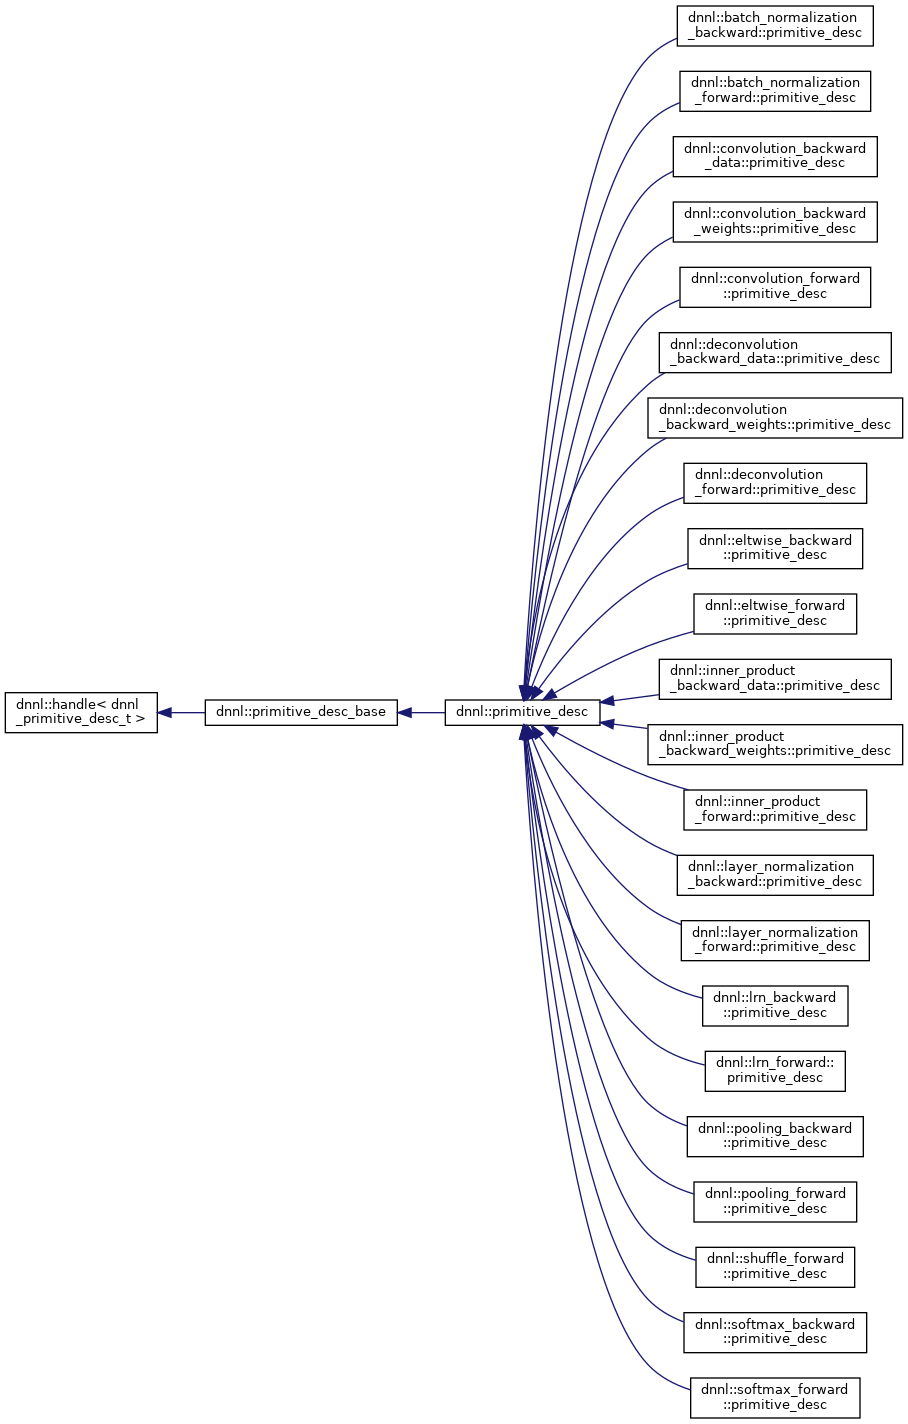 dnnl::batch_normalization
_backward::primitive_desc
dnnl::batch_normalization
_forward::primitive_desc
dnnl::convolution_backward
_data::primitive_desc
dnnl::convolution_backward
_weights::primitive_desc
dnnl::convolution_forward
::primitive_desc
dnnl::deconvolution
_backward_data::primitive_desc
dnnl::deconvolution
_backward_weights::primitive_desc
dnnl::deconvolution
_forward::primitive_desc
dnnl::eltwise_backward
::primitive_desc
dnnl::eltwise_forward
::primitive_desc
dnnl::inner_product
_backward_data::primitive_desc
dnnl::handle< dnnl
_primitive_desc_t >
dnnl::primitive_desc_base
dnnl::primitive_desc
dnnl::inner_product
_backward_weights::primitive_desc
dnnl::inner_product
_forward::primitive_desc
dnnl::layer_normalization
_backward::primitive_desc
dnnl::layer_normalization
_forward::primitive_desc
dnnl::lrn_backward
::primitive_desc
dnnl::lrn_forward::
primitive_desc
dnnl::pooling_backward
::primitive_desc
dnnl::pooling_forward
::primitive_desc
dnnl::shuffle_forward
::primitive_desc
dnnl::softmax_backward
::primitive_desc
dnnl::softmax_forward
::primitive_desc